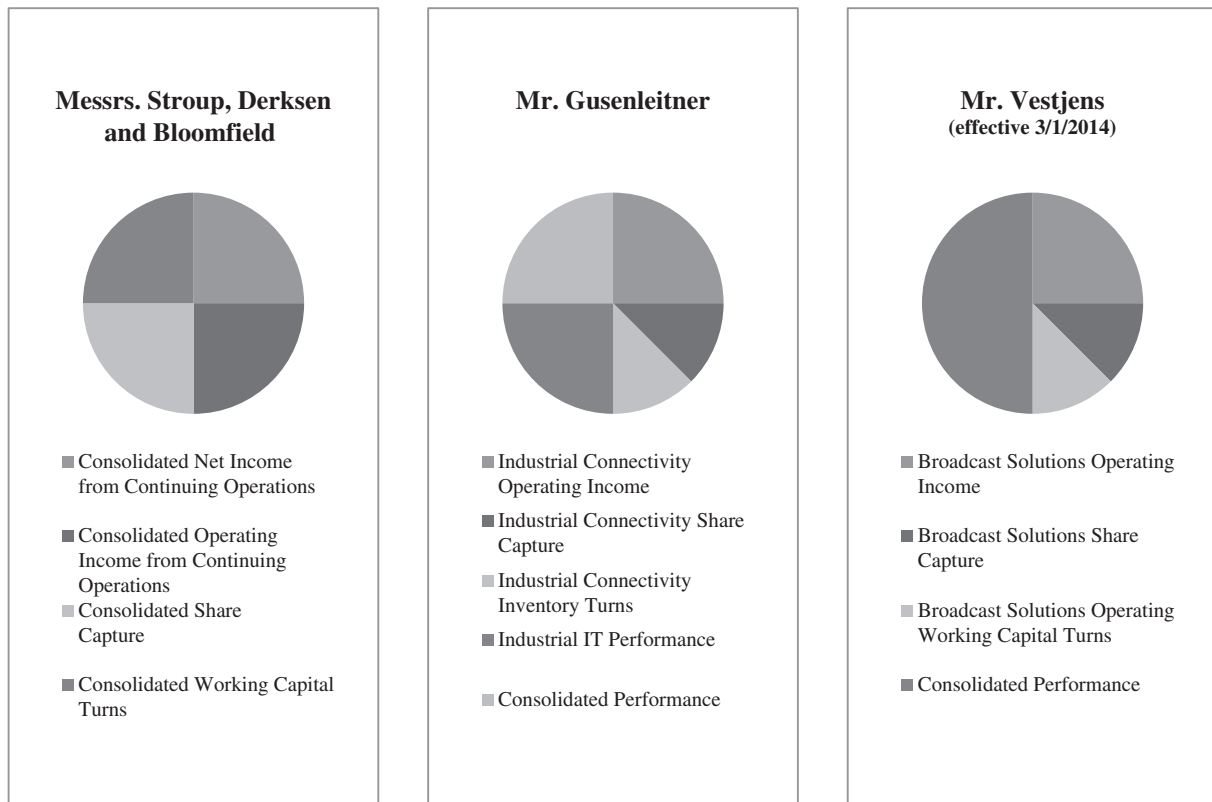 Messrs. Stroup, Derksen
and Bloomfield
Consolidated Net Income
from Continuing Operations
Consolidated Operating
Income from Continuing
Operations
Consolidated Share
Capture
Consolidated Working Capital
Turns
Mr. Gusenleitner
Industrial Connectivity
Operating Income
Industrial Connectivity Share
Capture
Industrial Connectivity
Inventory Turns
Industrial IT Performance
Consolidated Performance
Mr. Vestjens
(effective 3/1/2014)
Broadcast Solutions Operating
Income
Broadcast Solutions Share
Capture
Broadcast Solutions Operating
Working Capital Turns
Consolidated Performance